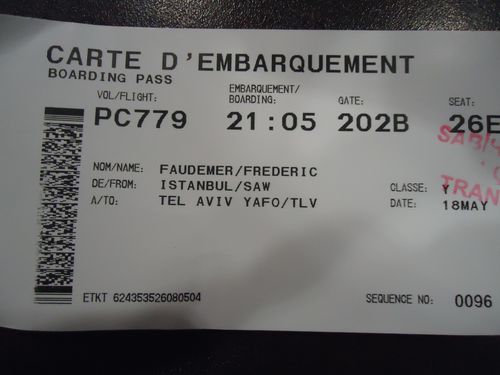 CARTE D'EMBARQUEMENT
BOARDING PASS
VOL/FLIGHT: EMBARQUEMENT/BOARDING: GATE: SEAT:
PC779 21:05 202B 26E
NOM/NAME: FAUDEMER/FREDERIC
DE/FROM: ISTANBUL/SAW CLASSE: Y
A/TO: TEL AVIV YAFO/TLV DATE: 18MAY
ETKT 624353526080504 SEQUENCE NO: 0096
TRAN